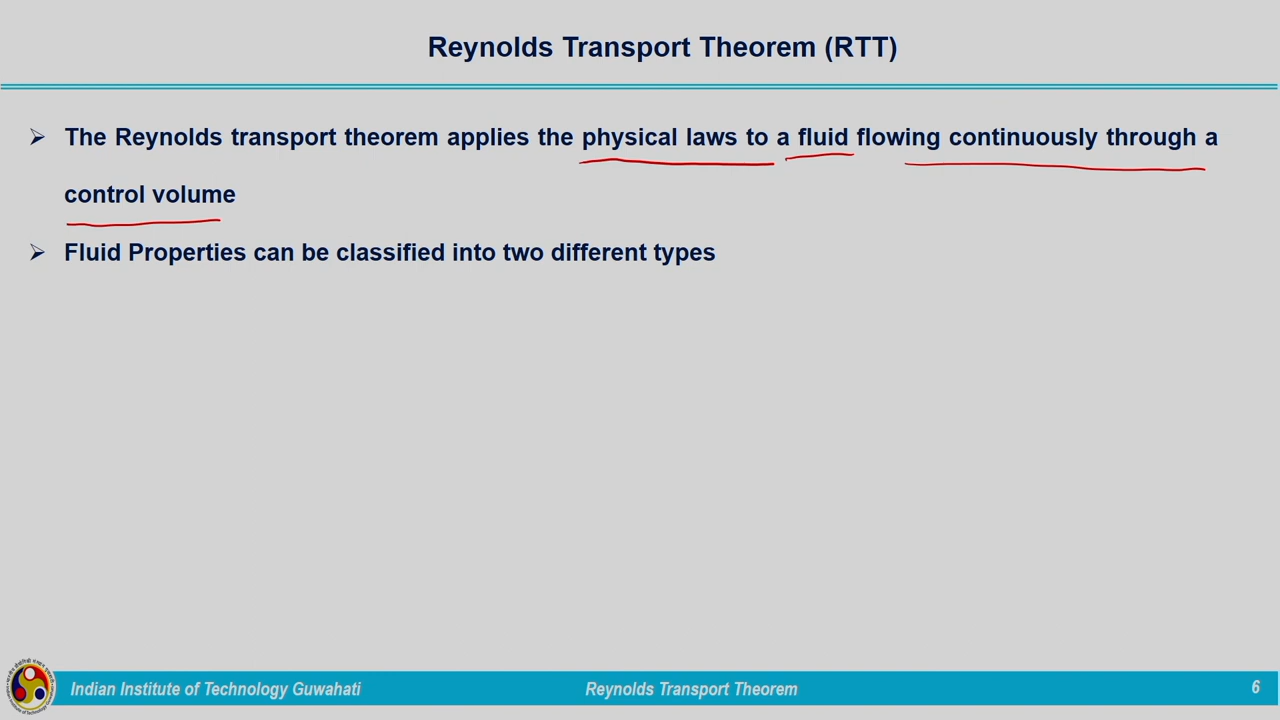 Reynolds Transport Theorem (RTT)
The Reynolds transport theorem applies the physical laws to a fluid flowing continuously through a
control volume
Fluid Properties can be classified into two different types
Indian Institute of Technology Guwahati
Reynolds Transport Theorem
6